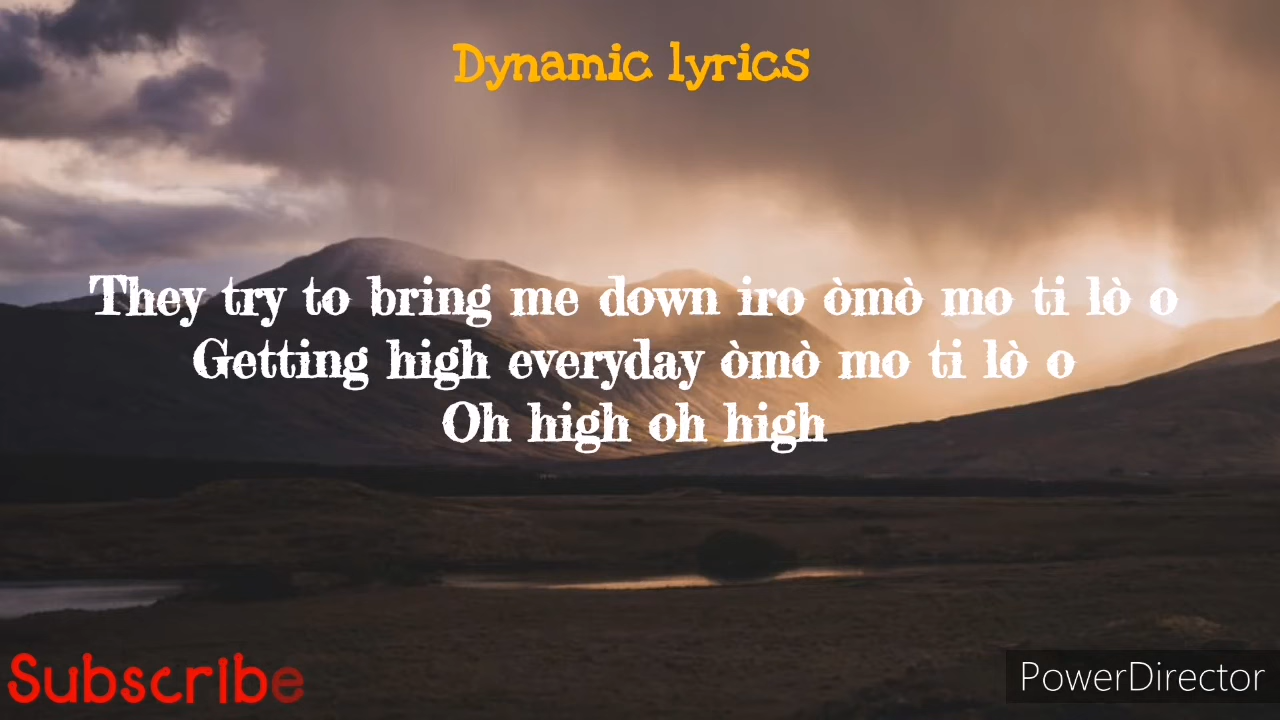 Dynamic lyrics
They try to bring me down iro òmò mo ti lò o
Getting high everyday òmò mo ti lò o
Oh high oh high
Subscribe
PowerDirector